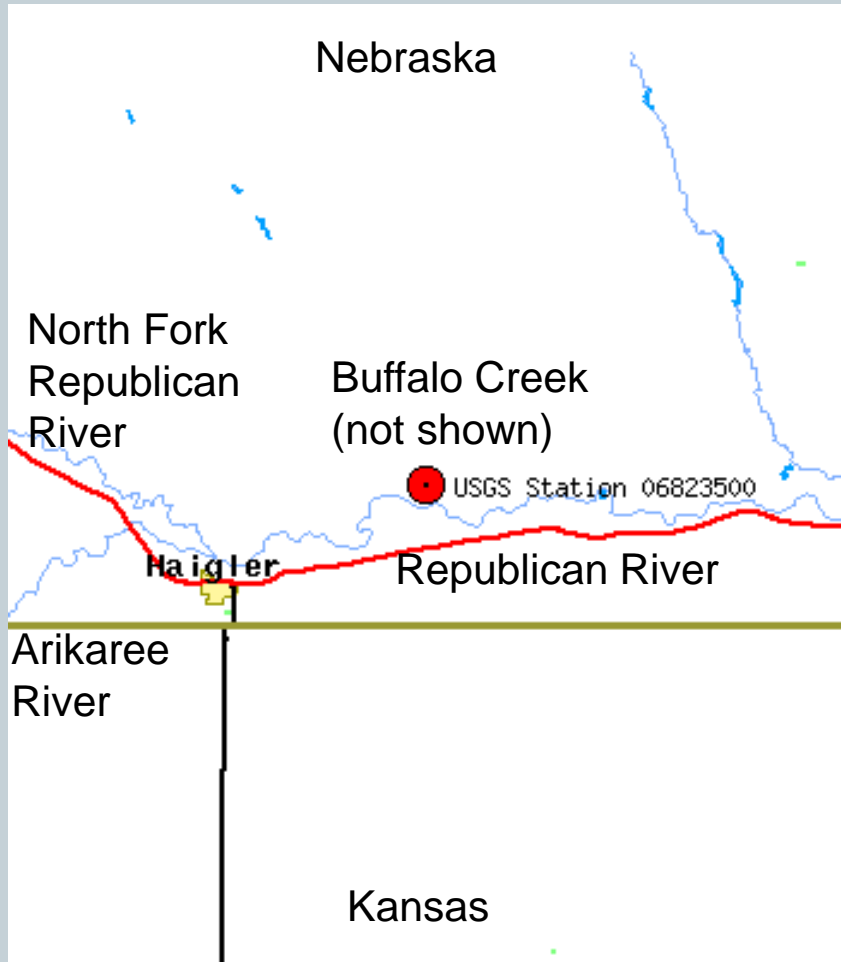 Nebraska
North Fork
Republican
River
Buffalo Creek
(not shown)
USGS Station 06823500
Haigler
Republican River
Arikaree
River
Kansas